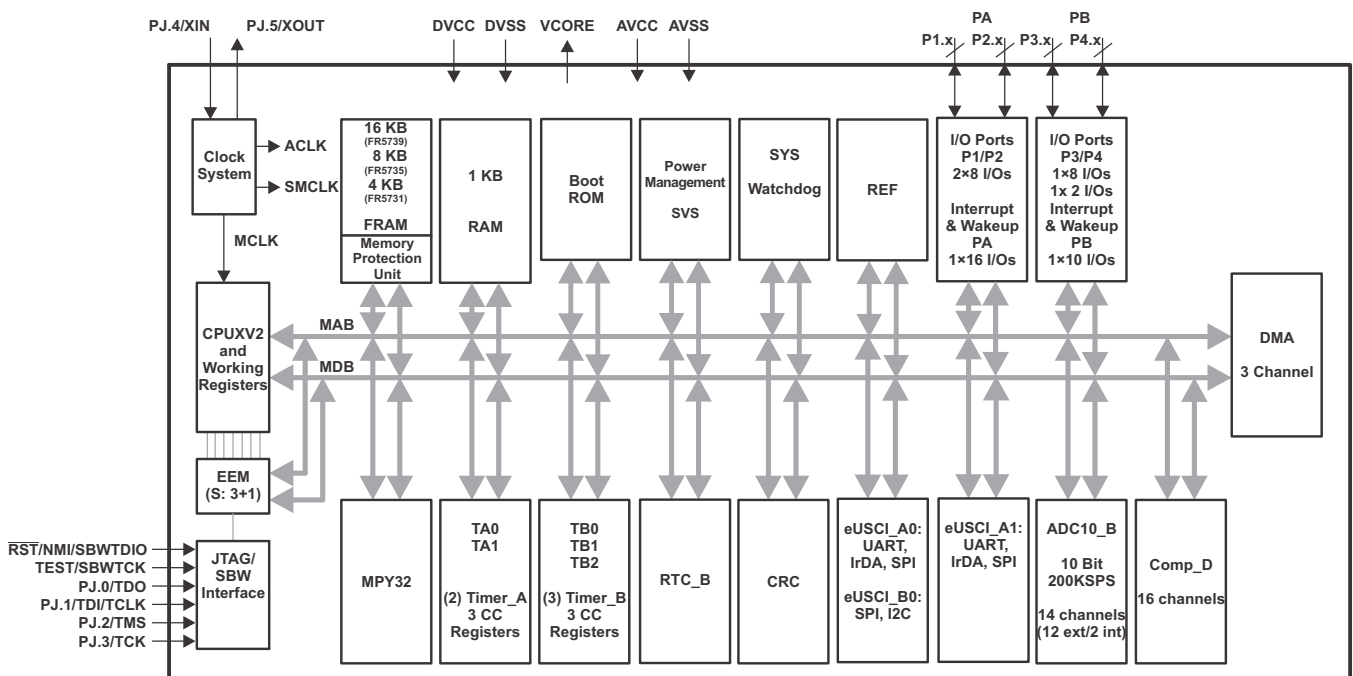 PJ.4/XIN
PJ.5/XOUT
DVCC
DVSS
VCORE
AVCC
AVSS
PA
P1.x
P2.x
PB
P3.x
P4.x
Clock
System
ACLK
SMCLK
MCLK
16 KB
(FR5739)
8 KB
(FR5735)
4 KB
(FR5731)
FRAM
Memory
Protection
Unit
1 KB
RAM
Boot
ROM
Power
Management
SVS
SYS
Watchdog
REF
I/O Ports
P1/P2
2×8 I/Os
Interrupt
& Wakeup
PA
1×16 I/Os
I/O Ports
P3/P4
1×8 I/Os
1x 2 I/Os
Interrupt
& Wakeup
PB
1×10 I/Os
CPUXV2
and
Working
Registers
MAB
MDB
DMA
3 Channel
EEM
(S: 3+1)
RST/NMI/SBWTDIO
TEST/SBWTCK
PJ.0/TDO
PJ.1/TDI/TCLK
PJ.2/TMS
PJ.3/TCK
JTAG/
SBW
Interface
MPY32
TA0
TA1
(2) Timer_A
3 CC
Registers
TB0
TB1
TB2
(3) Timer_B
3 CC
Registers
RTC_B
CRC
eUSCI_A0:
UART,
IrDA, SPI
eUSCI_B0:
SPI, I2C
eUSCI_A1:
UART,
IrDA, SPI
ADC10_B
10 Bit
200KSPS
14 channels
(12 ext/2 int)
Comp_D
16 channels